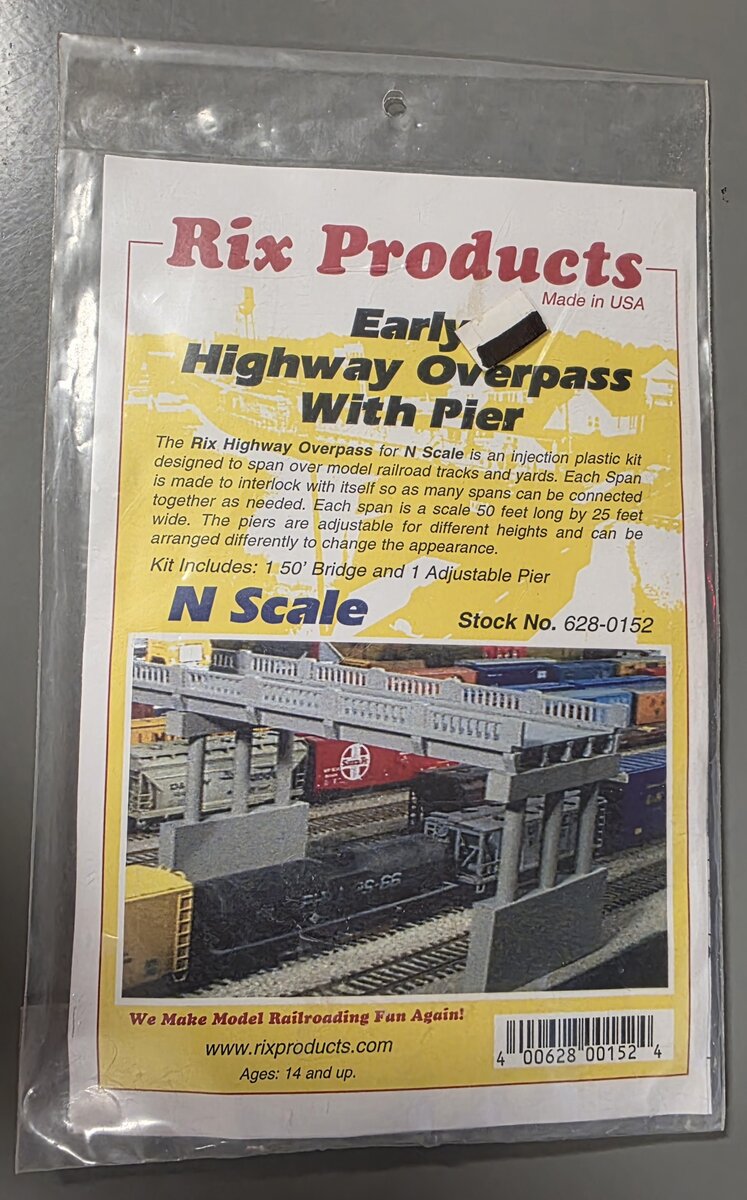 Rix Products
Made in USA
Early
Highway Overpass
With Pier
The Rix Highway Overpass for N Scale is an injection plastic kit
designed to span over model railroad tracks and yards. Each Span
is made to interlock with itself so as many spans can be connected
together as needed. Each span is a scale 50 feet long by 25 feet
wide. The piers are adjustable for different heights and can be
arranged differently to change the appearance.
Kit Includes: 1 50' Bridge and 1 Adjustable Pier
N Scale
Stock No. 628-0152
Santa Fe
We Make Model Railroading Fun Again!
www.rixproducts.com
Ages: 14 and up.
4 00628 00152 4